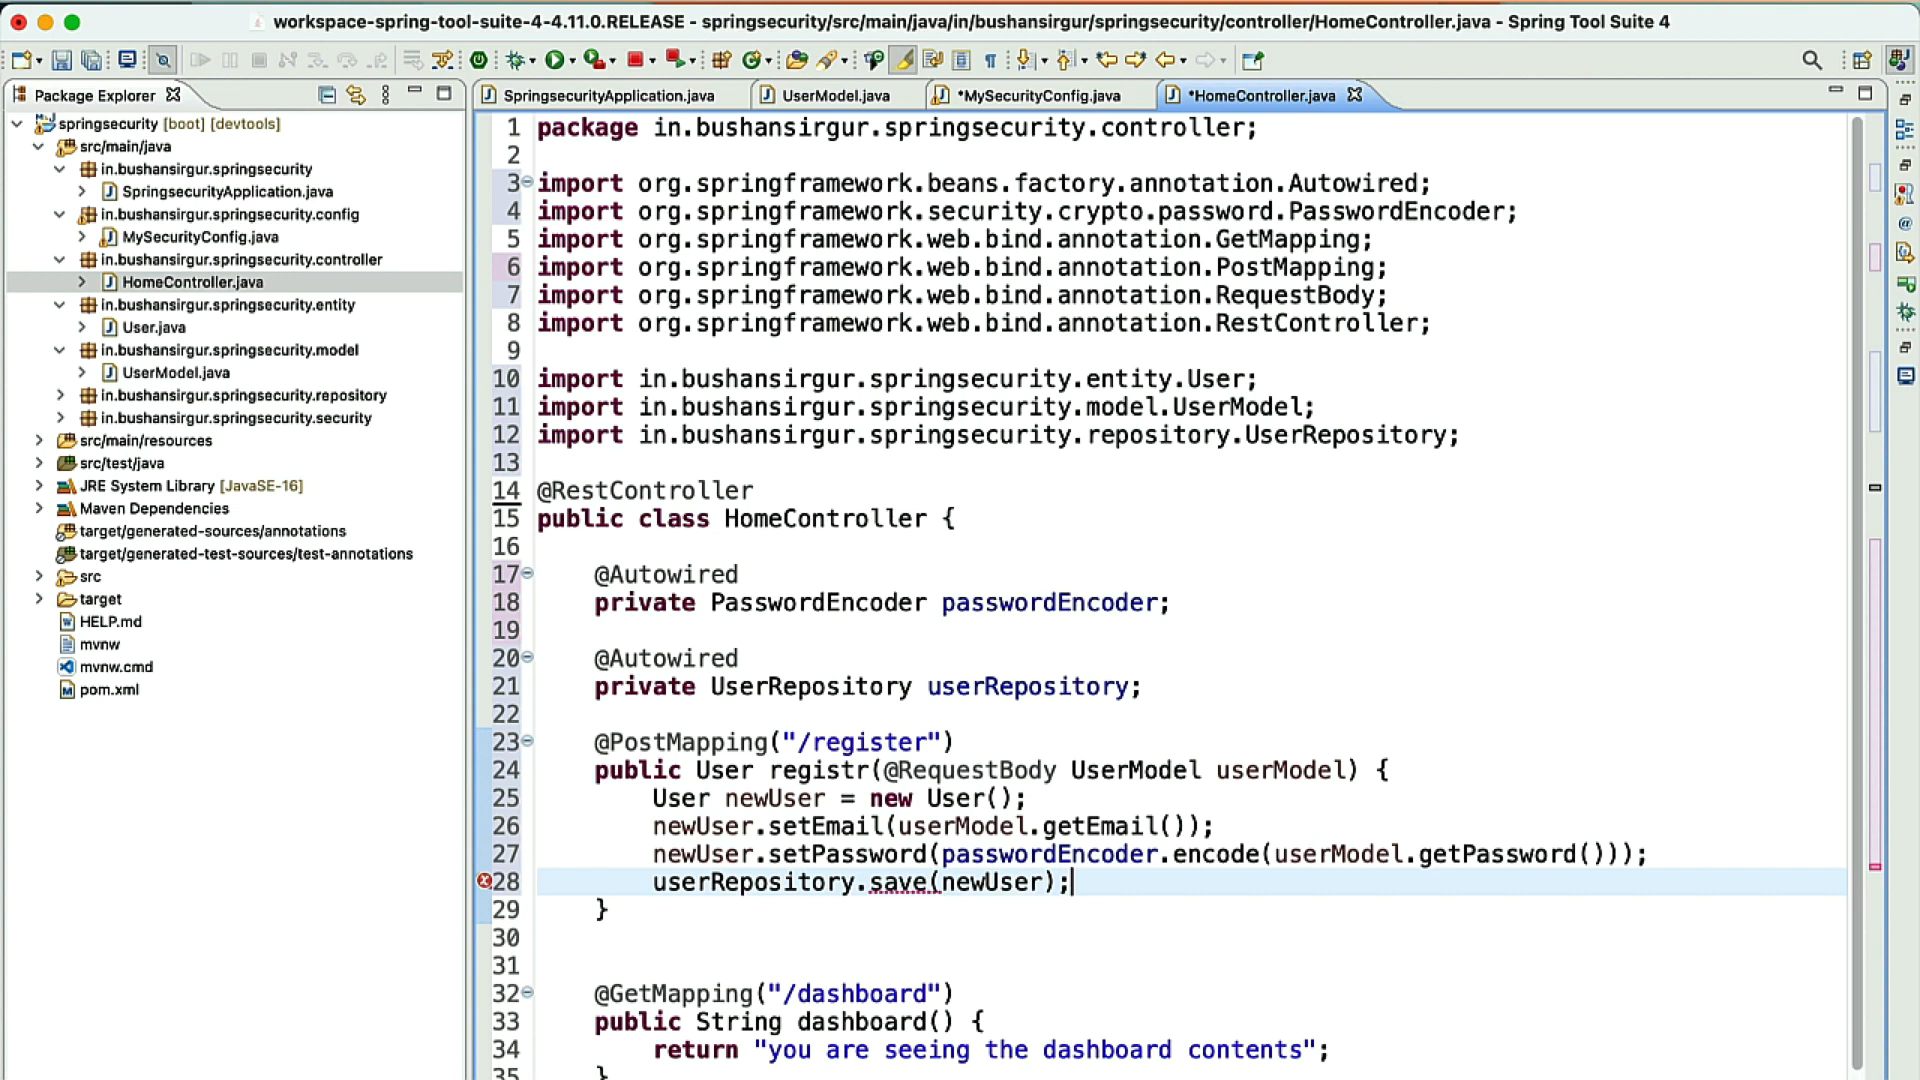 workspace-spring-tool-suite-4-4.11.0.RELEASE - springsecurity/src/main/java/in/bushansirgur/springsecurity/controller/HomeController.java - Spring Tool Suite 4
Package Explorer
springsecurity [boot] [devtools]
src/main/java
in.bushansirgur.springsecurity
SpringsecurityApplication.java
in.bushansirgur.springsecurity.config
MySecurityConfig.java
in.bushansirgur.springsecurity.controller
HomeController.java
in.bushansirgur.springsecurity.entity
User.java
in.bushansirgur.springsecurity.model
UserModel.java
in.bushansirgur.springsecurity.repository
in.bushansirgur.springsecurity.security
src/main/resources
src/test/java
JRE System Library [JavaSE-16]
Maven Dependencies
target/generated-sources/annotations
target/generated-test-sources/test-annotations
src
target
HELP.md
mvnw
mvnw.cmd
pom.xml
SpringsecurityApplication.java UserModel.java *MySecurityConfig.java *HomeController.java
1 package in.bushansirgur.springsecurity.controller;
2
3 import org.springframework.beans.factory.annotation.Autowired;
4 import org.springframework.security.crypto.password.PasswordEncoder;
5 import org.springframework.web.bind.annotation.GetMapping;
6 import org.springframework.web.bind.annotation.PostMapping;
7 import org.springframework.web.bind.annotation.RequestBody;
8 import org.springframework.web.bind.annotation.RestController;
9
10 import in.bushansirgur.springsecurity.entity.User;
11 import in.bushansirgur.springsecurity.model.UserModel;
12 import in.bushansirgur.springsecurity.repository.UserRepository;
13
14 @RestController
15 public class HomeController {
16
17 @Autowired
18 private PasswordEncoder passwordEncoder;
19
20 @Autowired
21 private UserRepository userRepository;
22
23 @PostMapping("/register")
24 public User registr(@RequestBody UserModel userModel) {
25 User newUser = new User();
26 newUser.setEmail(userModel.getEmail());
27 newUser.setPassword(passwordEncoder.encode(userModel.getPassword()));
28 userRepository.save(newUser);
29 }
30
31
32 @GetMapping("/dashboard")
33 public String dashboard() {
34 return "you are seeing the dashboard contents";
35 }